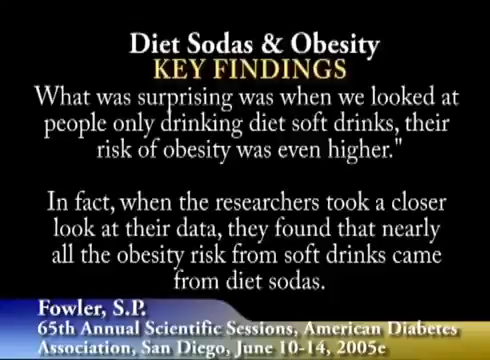 Diet Sodas & Obesity
KEY FINDINGS
What was surprising was when we looked at
people only drinking diet soft drinks, their
risk of obesity was even higher."
In fact, when the researchers took a closer
look at their data, they found that nearly
all the obesity risk from soft drinks came
from diet sodas.
Fowler, S.P.
65th Annual Scientific Sessions, American Diabetes
Association, San Diego, June 10-14, 2005e